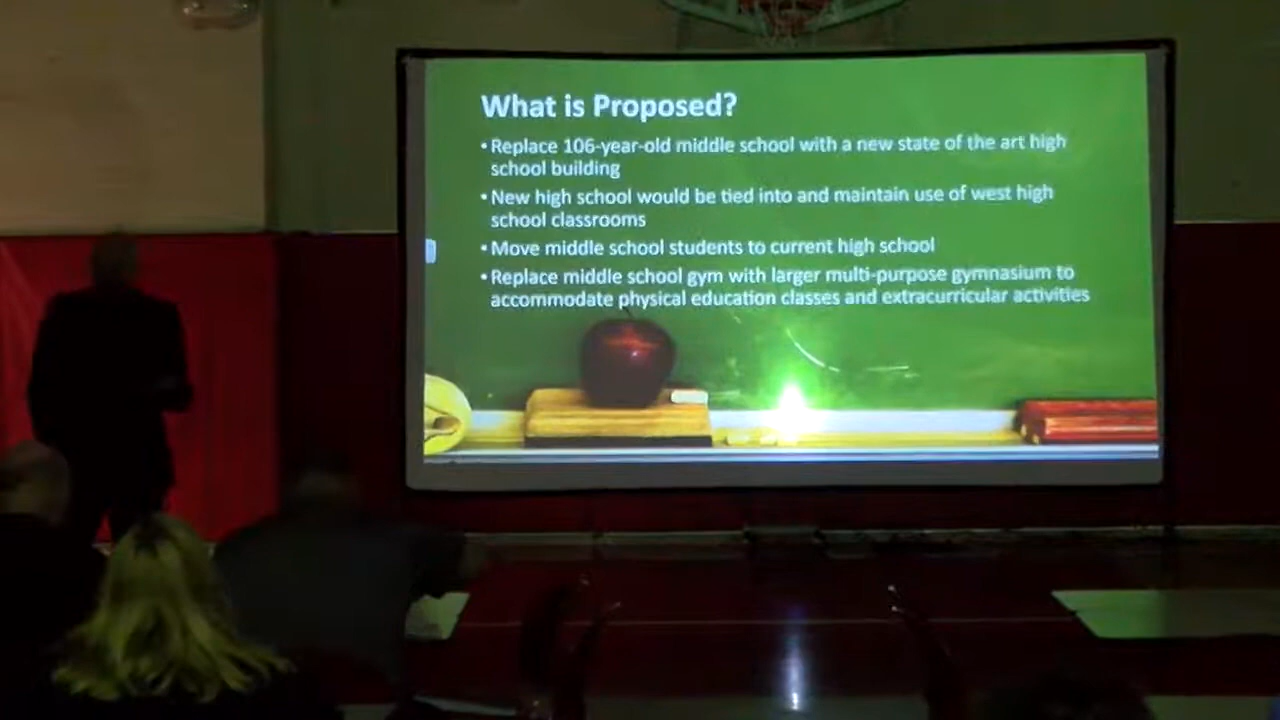 What is Proposed?
• Replace 106-year-old middle school with a new state of the art high
school building
• New high school would be tied into and maintain use of west high
school classrooms
• Move middle school students to current high school
• Replace middle school gym with larger multi-purpose gymnasium to
accommodate physical education classes and extracurricular activities